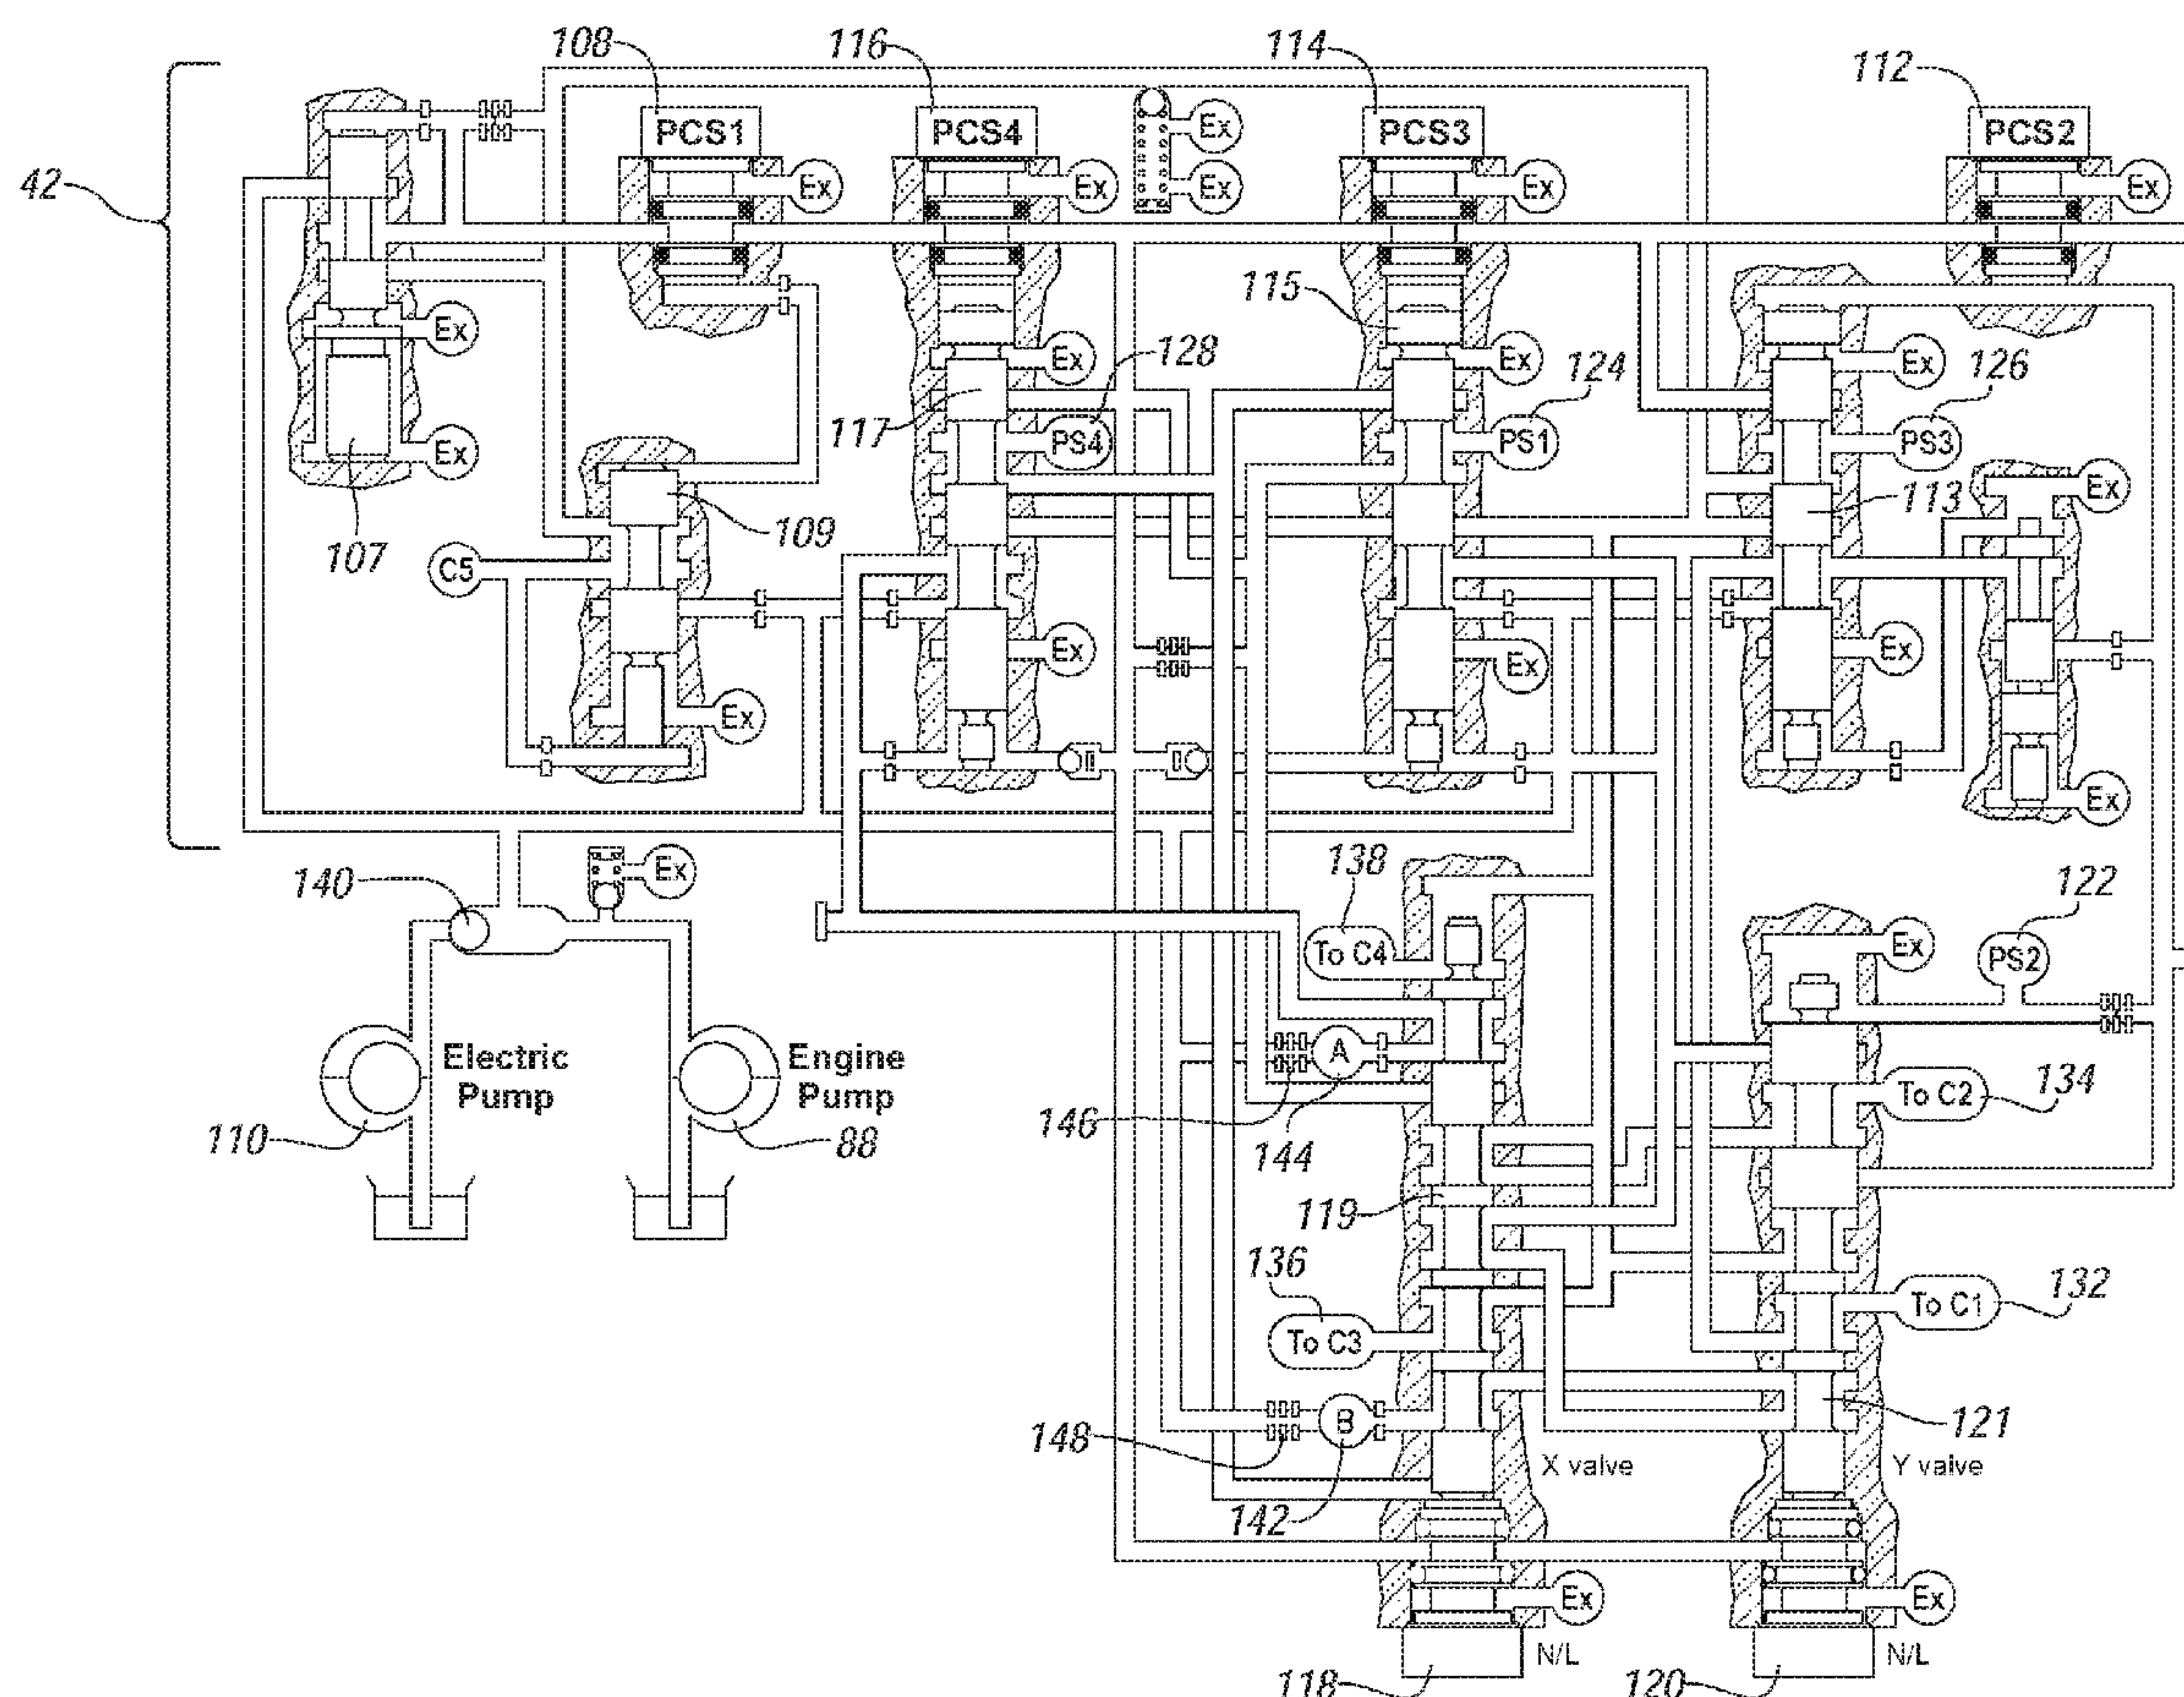 108
116
114
112
PCS1
PCS4
PCS3
PCS2
Ex
Ex
42
Ex
Ex
Ex
Ex
115
Ex
Ex
128
Ex
124
Ex
126
117
PS4
PS1
PS3
Ex
Ex
107
109
113
C5
Ex
Ex
Ex
Ex
Ex
140
Ex
138
122
To C4
Ex
PS2
Electric
Pump
Engine
Pump
A
To C2
134
110
88
146
144
119
136
132
To C1
To C3
148
B
121
X valve
Y valve
142
Ex
Ex
N/L
N/L
118
120